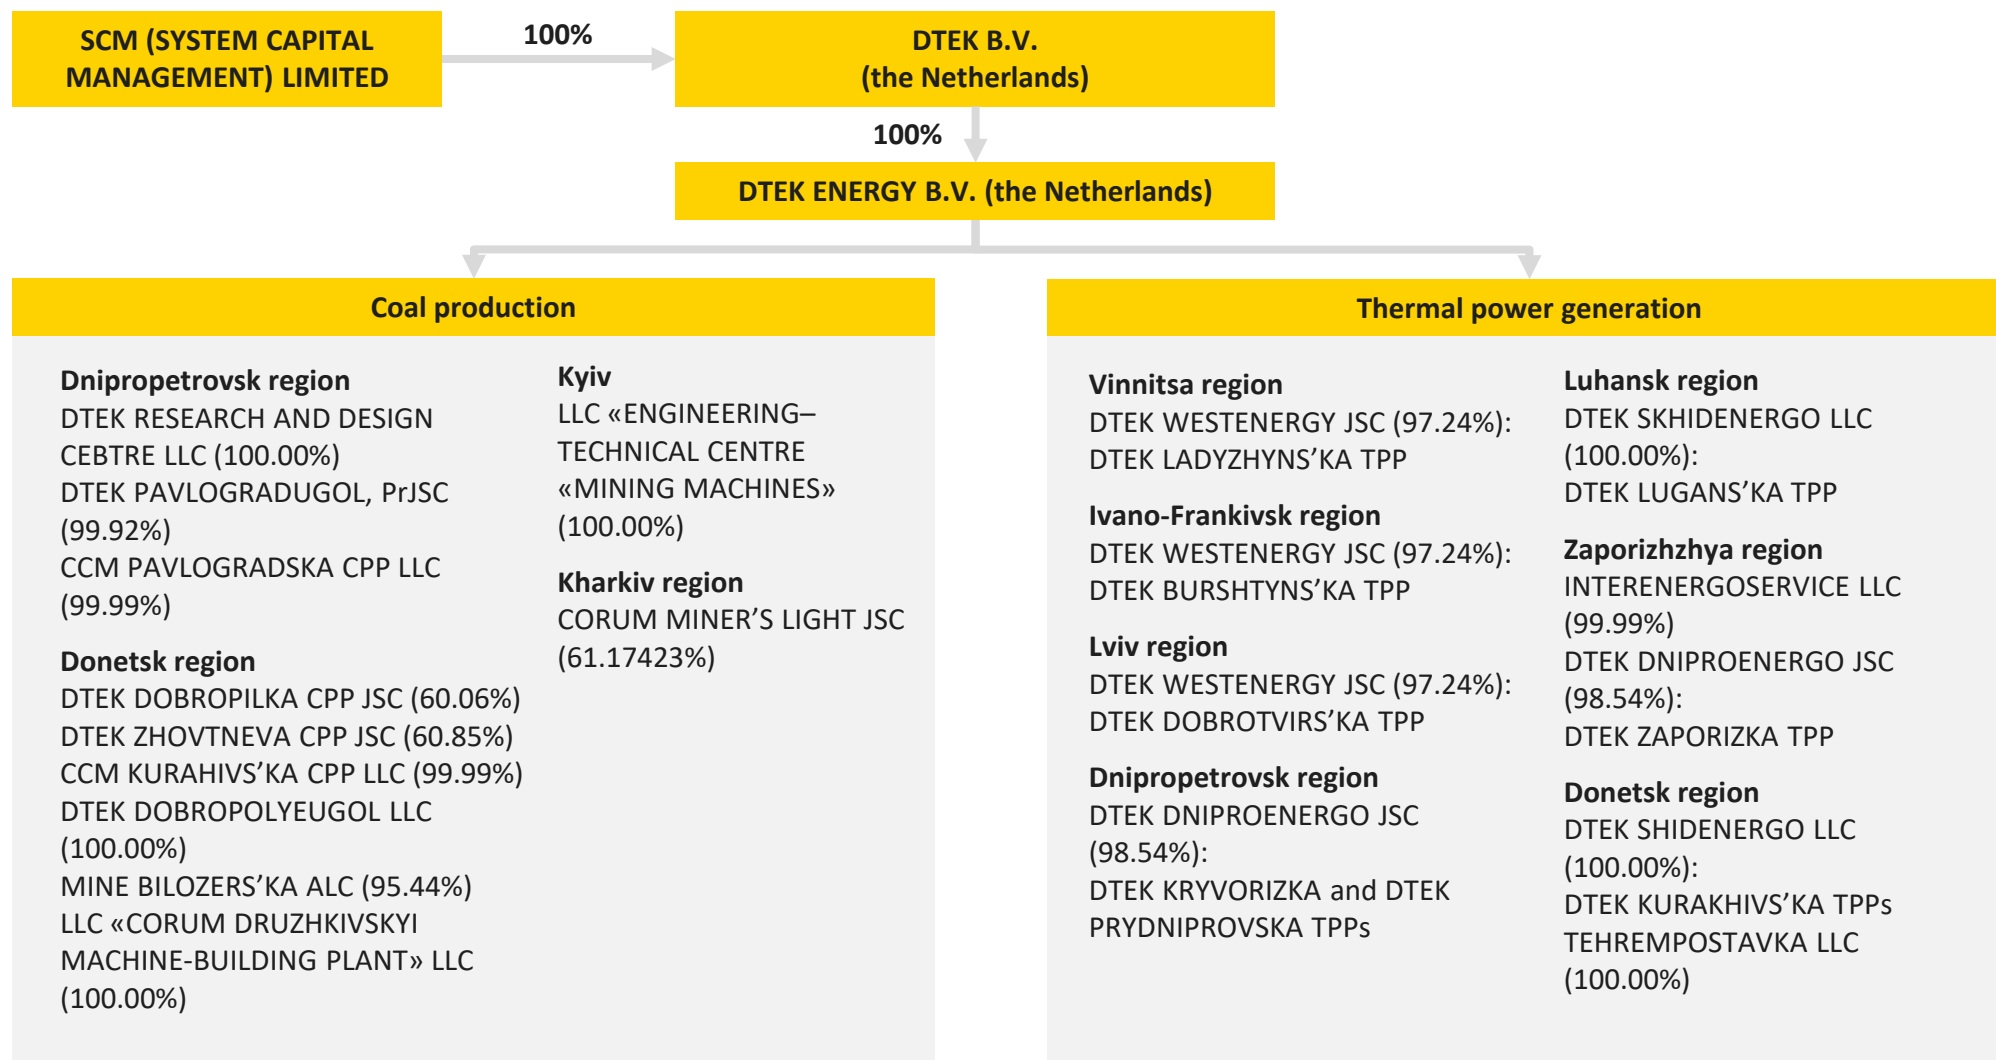 SCM (SYSTEM CAPITAL
MANAGEMENT) LIMITED
100%
DTEK B.V.
(the Netherlands)
100%
DTEK ENERGY B.V. (the Netherlands)
Coal production
Dnipropetrovsk region
DTEK RESEARCH AND DESIGN
CEBTRE LLC (100.00%)
DTEK PAVLOGRADUGOL, PrJSC
(99.92%)
CCM PAVLOGRADSKA CPP LLC
(99.99%)
Donetsk region
DTEK DOBROPILKA CPP JSC (60.06%)
DTEK ZHOVTNEVA CPP JSC (60.85%)
CCM KURAHIVS’KA CPP LLC (99.99%)
DTEK DOBROPOLYEUGOL LLC
(100.00%)
MINE BILOZERS’KA ALC (95.44%)
LLC «CORUM DRUZHKIVSKYI
MACHINE-BUILDING PLANT» LLC
(100.00%)
Kyiv
LLC «ENGINEERING–
TECHNICAL CENTRE
«MINING MACHINES»
(100.00%)
Kharkiv region
CORUM MINER’S LIGHT JSC
(61.17423%)
Thermal power generation
Vinnitsa region
DTEK WESTENERGY JSC (97.24%):
DTEK LADYZHYNS’KA TPP
Ivano-Frankivsk region
DTEK WESTENERGY JSC (97.24%):
DTEK BURSHTYNS’KA TPP
Lviv region
DTEK WESTENERGY JSC (97.24%):
DTEK DOBROTVIRS’KA TPP
Dnipropetrovsk region
DTEK DNIPROENERGO JSC
(98.54%):
DTEK KRYVORIZKA and DTEK
PRYDNIPROVSKA TPPs
Luhansk region
DTEK SKHIDENERGO LLC
(100.00%):
DTEK LUGANS’KA TPP
Zaporizhzhya region
INTERENERGOSERVICE LLC
(99.99%)
DTEK DNIPROENERGO JSC
(98.54%):
DTEK ZAPORIZKA TPP
Donetsk region
DTEK SHIDENERGO LLC
(100.00%):
DTEK KURAKHIVS’KA TPPs
TEHREMPOSTAVKA LLC
(100.00%)